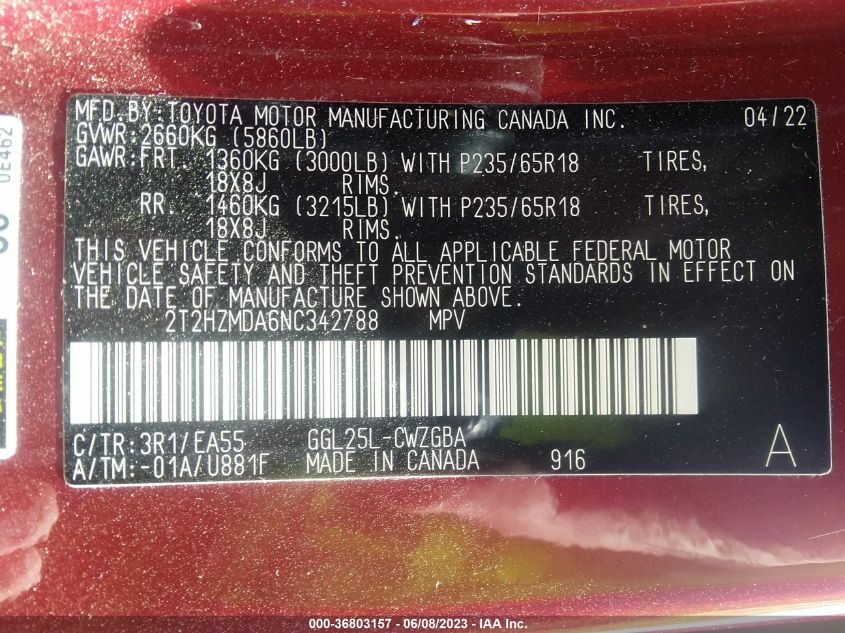 MFD.BY:TOYOTA MOTOR MANUFACTURING CANADA INC. 04/22
GVWR:2660KG (5860LB)
GAWR:FRT. 1360KG (3000LB) WITH P235/65R18 TIRES,
18X8J RIMS.
RR. 1460KG (3215LB) WITH P235/65R18 TIRES,
18X8J RIMS.
THIS VEHICLE CONFORMS TO ALL APPLICABLE FEDERAL MOTOR
VEHICLE SAFETY AND THEFT PREVENTION STANDARDS IN EFFECT ON
THE DATE OF MANUFACTURE SHOWN ABOVE.
2T2HZMDA6NC342788 MPV
C/TR:3R1/EA55 GGL25L-CWZGBA
A/TM:-01A/U881F MADE IN CANADA 916 A
0E462
000-36803157 - 06/08/2023 - IAA Inc.